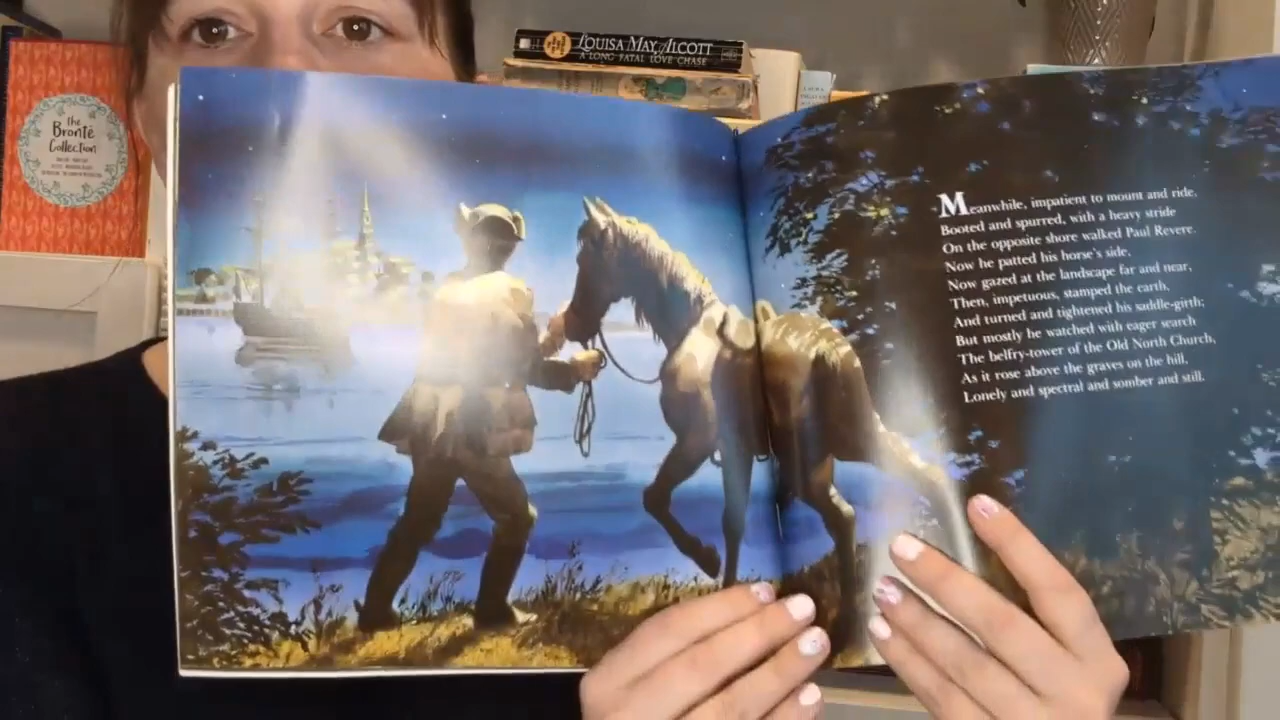 LOUISA MAY ALCOTT
A LONG FATAL LOVE CHASE
The
Brontë
Collection
Meanwhile, impatient to mount and ride,
Booted and spurred, with a heavy stride
On the opposite shore walked Paul Revere.
Now he patted his horse's side,
Now gazed at the landscape far and near,
Then, impetuous, stamped the earth,
And turned and tightened his saddle-girth;
But mostly he watched with eager search
The belfry-tower of the Old North Church,
As it rose above the graves on the hill,
Lonely and spectral and somber and still.